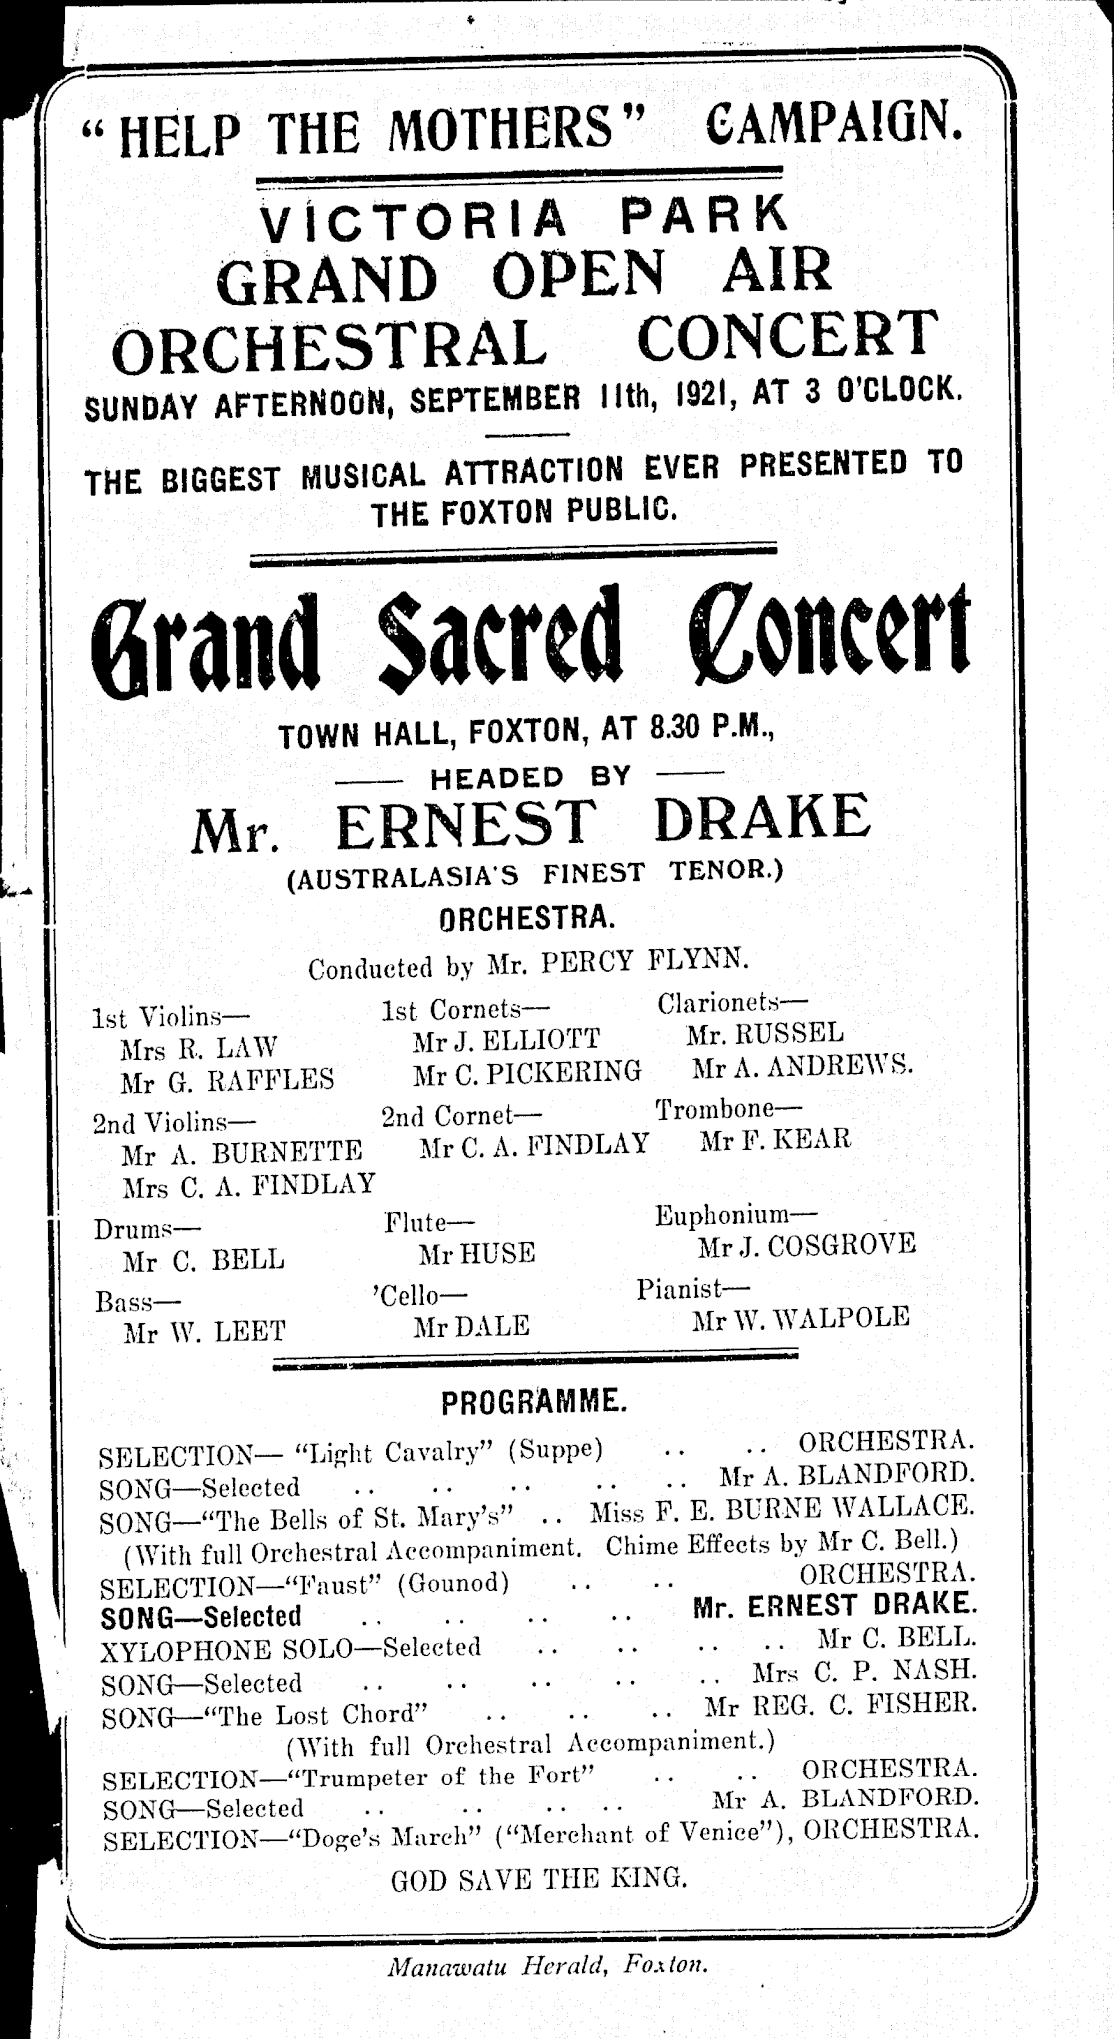 "HELP THE MOTHERS" CAMPAIGN.
VICTORIA PARK
GRAND OPEN AIR
ORCHESTRAL CONCERT
SUNDAY AFTERNOON, SEPTEMBER 11th, 1921, AT 3 O'CLOCK.
THE BIGGEST MUSICAL ATTRACTION EVER PRESENTED TO
THE FOXTON PUBLIC.
Grand Sacred Concert
TOWN HALL, FOXTON, AT 8.30 P.M.,
—— HEADED BY ——
Mr. ERNEST DRAKE
(AUSTRALASIA'S FINEST TENOR.)
ORCHESTRA.
Conducted by Mr. PERCY FLYNN.
1st Violins— 1st Cornets— Clarionets—
Mrs R. LAW Mr J. ELLIOTT Mr. RUSSEL
Mr G. RAFFLES Mr C. PICKERING Mr A. ANDREWS.
2nd Violins— 2nd Cornet— Trombone—
Mr A. BURNETTE Mr C. A. FINDLAY Mr F. KEAR
Mrs C. A. FINDLAY
Drums— Flute— Euphonium—
Mr C. BELL Mr HUSE Mr J. COSGROVE
Bass— 'Cello— Pianist—
Mr W. LEET Mr DALE Mr W. WALPOLE
PROGRAMME.
SELECTION— "Light Cavalry" (Suppe) .. .. ORCHESTRA.
SONG—Selected .. .. .. .. .. Mr A. BLANDFORD.
SONG—"The Bells of St. Mary's" .. Miss F. E. BURNE WALLACE.
(With full Orchestral Accompaniment. Chime Effects by Mr C. Bell.)
SELECTION—"Faust" (Gounod) .. .. ORCHESTRA.
SONG—Selected .. .. .. .. Mr. ERNEST DRAKE.
XYLOPHONE SOLO—Selected .. .. .. .. Mr C. BELL.
SONG—Selected .. .. .. .. .. Mrs C. P. NASH.
SONG—"The Lost Chord" .. .. .. Mr REG. C. FISHER.
(With full Orchestral Accompaniment.)
SELECTION—"Trumpeter of the Fort" .. .. ORCHESTRA.
SONG—Selected .. .. .. .. Mr A. BLANDFORD.
SELECTION—"Doge's March" ("Merchant of Venice"), ORCHESTRA.
GOD SAVE THE KING.
Manawatu Herald, Foxton.